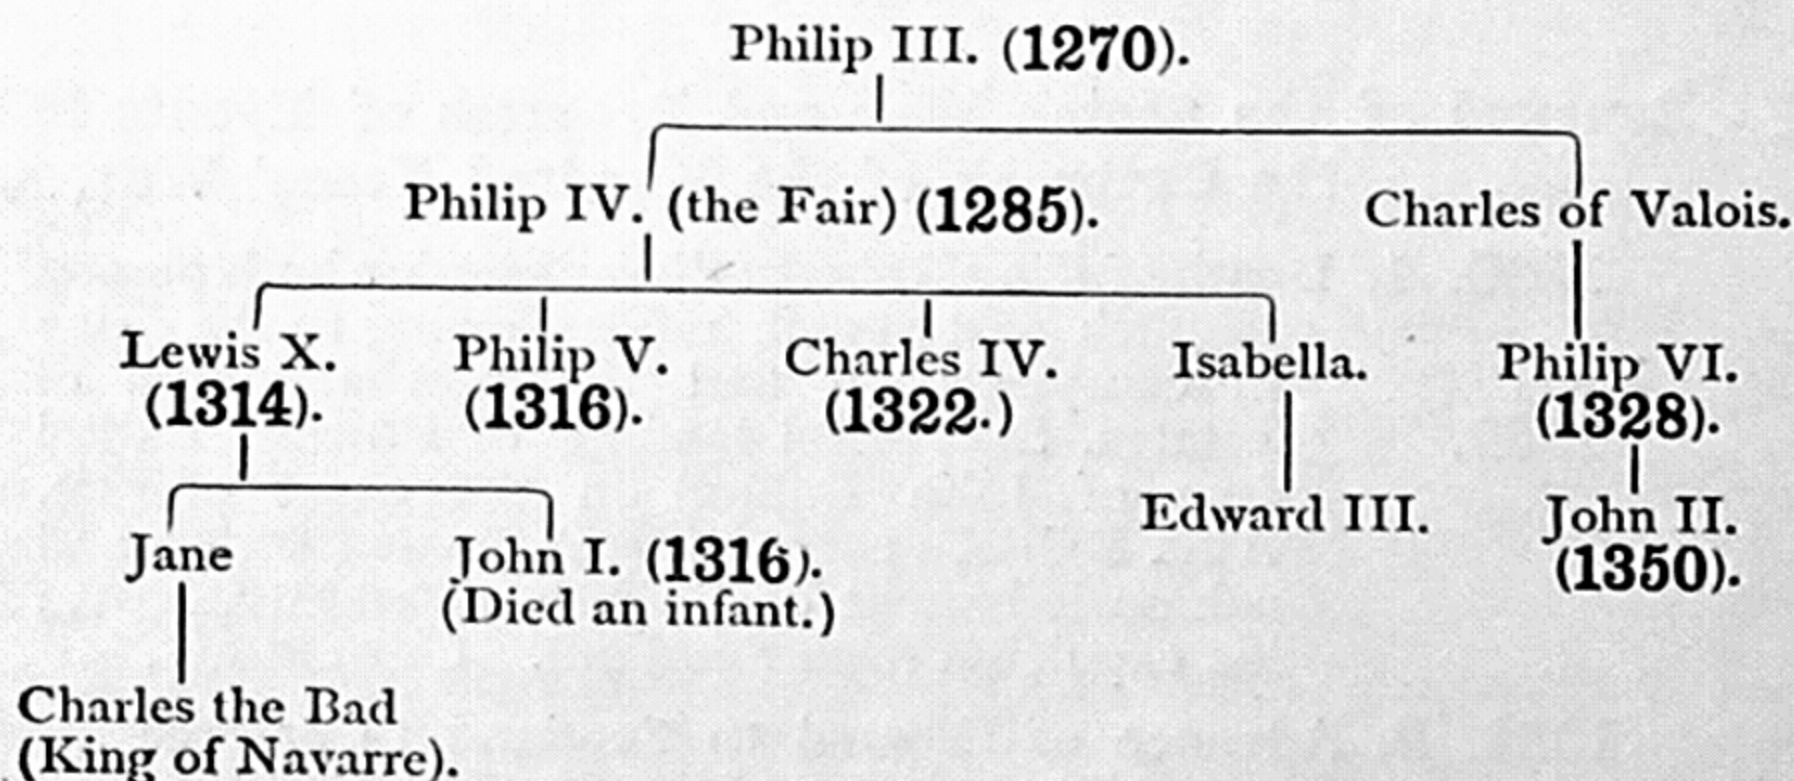 Philip III. (1270).
Philip IV. (the Fair) (1285). Charles of Valois.
Lewis X. Philip V. Charles IV. Isabella. Philip VI.
(1314). (1316). (1322.) (1328).
Edward III. John II.
Jane John I. (1316). (1350).
(Died an infant.)
Charles the Bad
(King of Navarre).